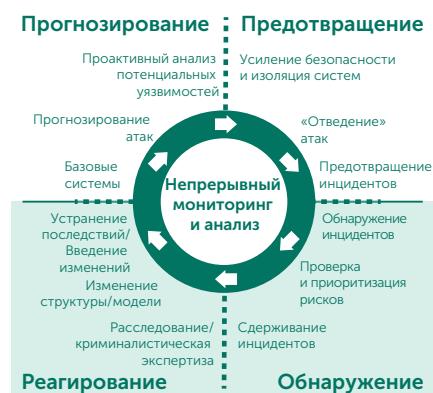 Прогнозирование
Предотвращение
Проактивный анализ
потенциальных
уязвимостей
Усиление безопасности
и изоляция систем
Прогнозирование
атак
«Отведение»
атак
Базовые
системы
Предотвращение
инцидентов
Непрерывный
мониторинг
и анализ
Устранение
последствий/
Введение
изменений
Обнаружение
инцидентов
Изменение
структуры/модели
Проверка
и приоритизация
рисков
Расследование/
криминалистическая
экспертиза
Сдерживание
инцидентов
Реагирование
Обнаружение